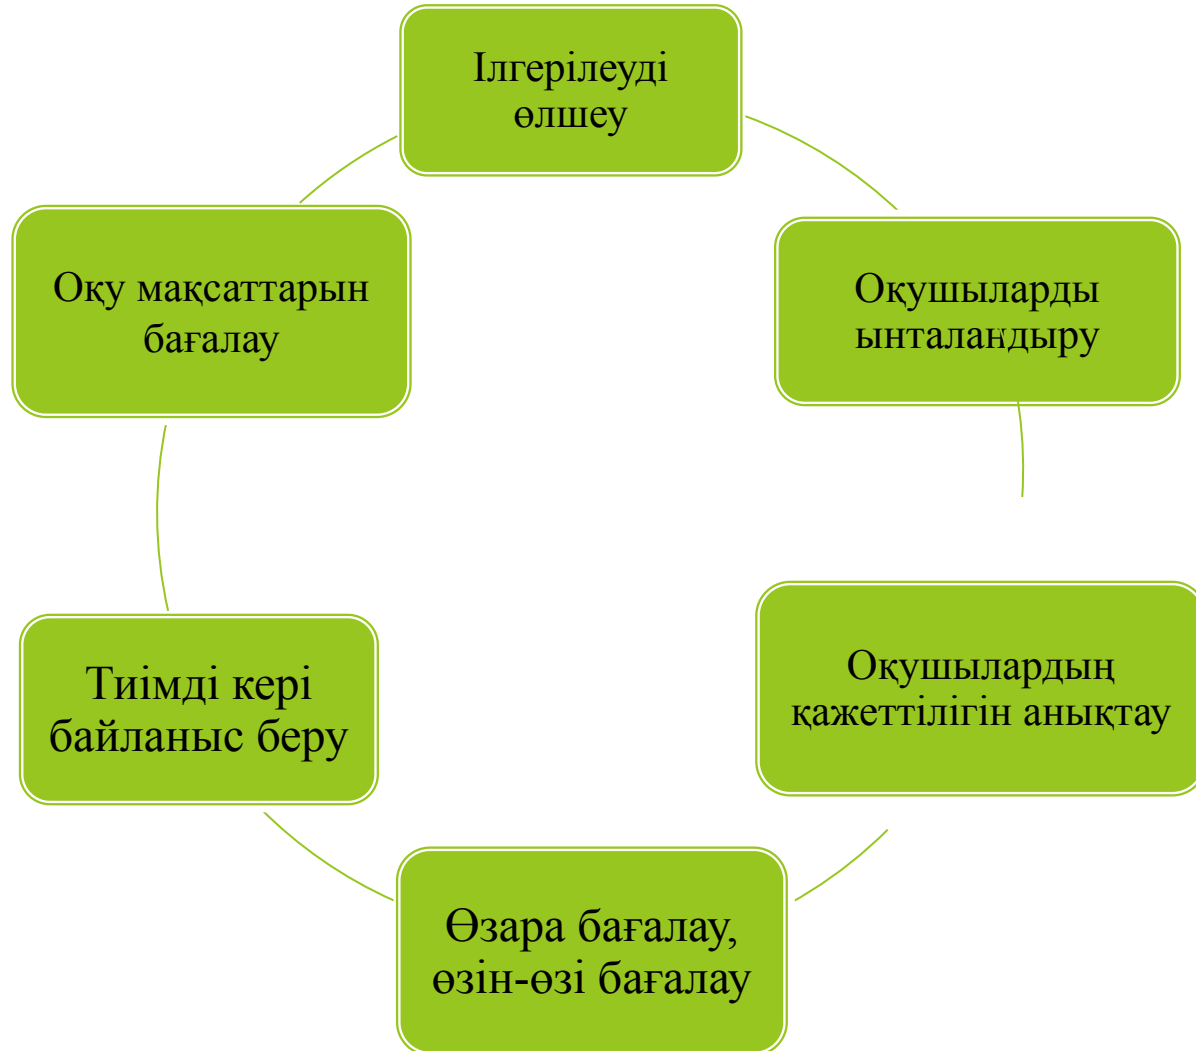 Ілгерілеуді
өлшеу
Оқушыларды
ынталандыру
Оқушылардың
қажеттілігін анықтау
Өзара бағалау,
өзін-өзі бағалау
Тиімді кері
байланыс беру
Оқу мақсаттарын
бағалау